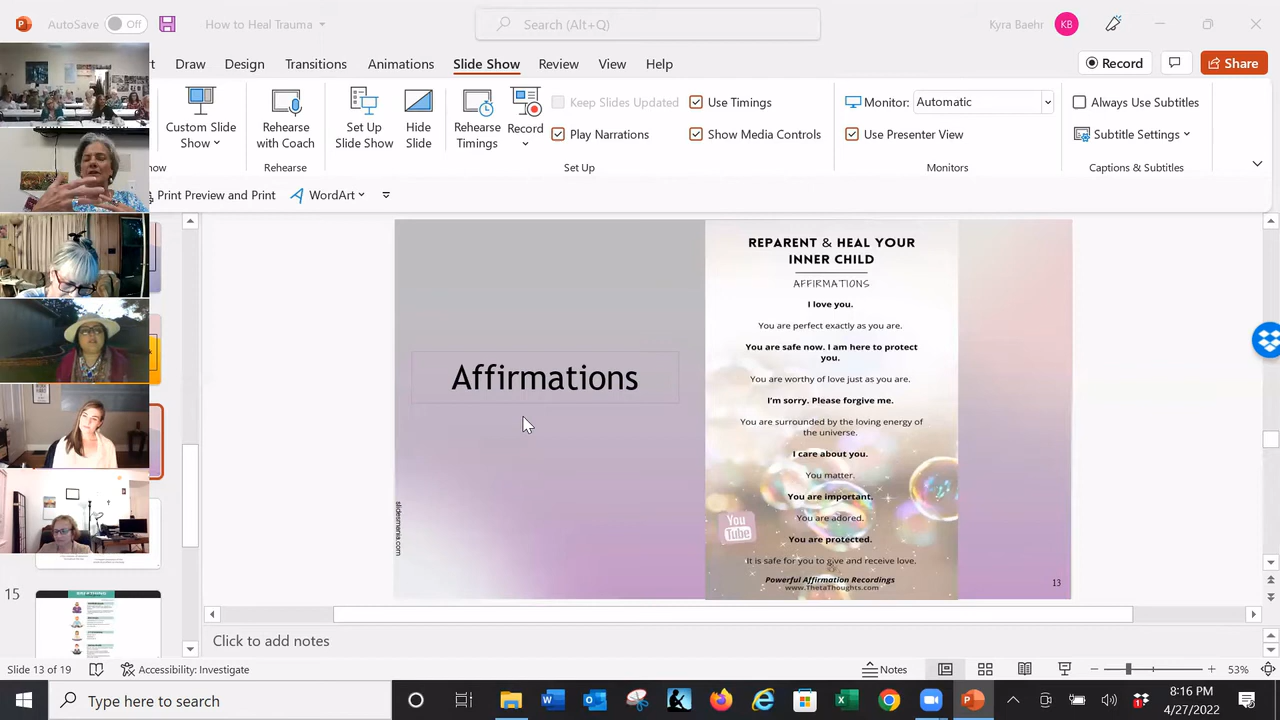 AutoSave
Off
How to Heal Trauma
Search (Alt+Q)
Kyra Baehr
KB
Draw
Design
Transitions
Animations
Slide Show
Review
View
Help
Record
Share
Custom Slide
Show
Rehearse
with Coach
Rehearse
Set Up
Slide Show
Hide
Slide
Rehearse
Timings
Record
Keep Slides Updated
Play Narrations
Use Timings
Show Media Controls
Set Up
Monitor:
Automatic
Use Presenter View
Monitors
Always Use Subtitles
Subtitle Settings
Captions & Subtitles
Print Preview and Print
WordArt
Affirmations
REPARENT & HEAL YOUR
INNER CHILD
AFFIRMATIONS
I love you.
You are perfect exactly as you are.
You are safe now. I am here to protect
you.
You are worthy of love just as you are.
I'm sorry. Please forgive me.
You are surrounded by the loving energy of
the universe.
I care about you.
You matter.
You are important.
You are adored.
You are protected.
It is safe for you to give and receive love.
Powerful Affirmation Recordings
ThetaThoughts.com
You
Tube
13
15
BREATHING
Click to add notes
Slide 13 of 19
Accessibility: Investigate
Notes
53%
Type here to search
8:16 PM
4/27/2022